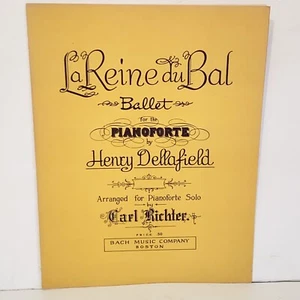 La Reine du Bal
Ballet
for the
PIANOFORTE
by
Henry Dellafield
Arranged for Pianoforte Solo
by
Carl Richter.
PRICE
BACH MUSIC COMPANY
BOSTON